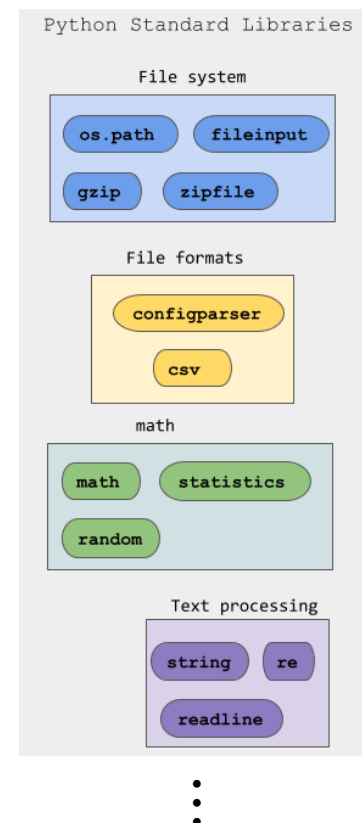 Python Standard Libraries
File system
os.path fileinput
gzip zipfile
File formats
configparser
csv
math
math statistics
random
Text processing
string re
readline